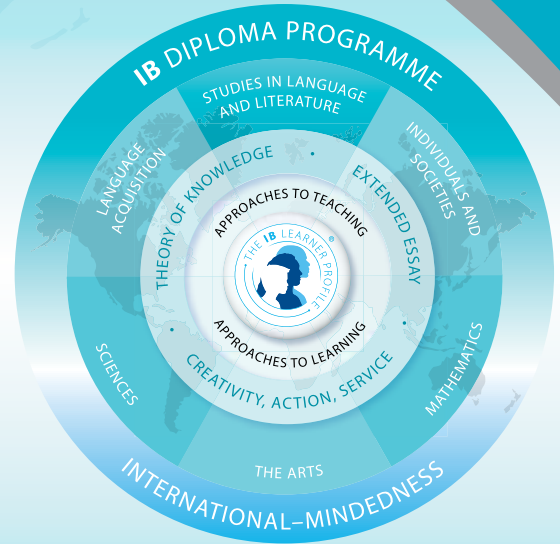 IB DIPLOMA PROGRAMME
STUDIES IN LANGUAGE
AND LITERATURE
LANGUAGE
ACQUISITION
INDIVIDUALS AND
SOCIETIES
THEORY OF KNOWLEDGE
EXTENDED ESSAY
APPROACHES TO TEACHING
THE IB LEARNER PROFILE®
APPROACHES TO LEARNING
CREATIVITY, ACTION, SERVICE
SCIENCES
MATHEMATICS
THE ARTS
INTERNATIONAL–MINDEDNESS